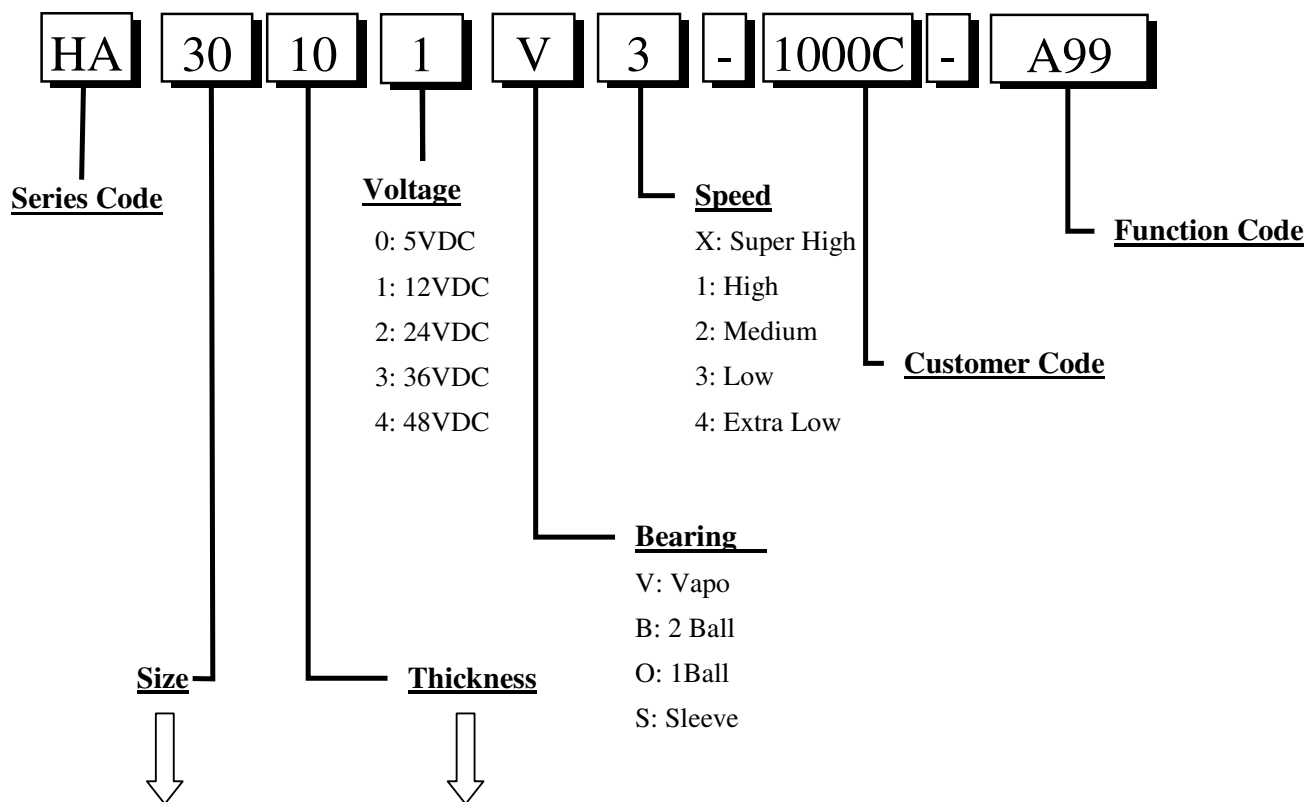 HA 30 10 1 V 3 - 1000C - A99
Series Code
Voltage
0: 5VDC
1: 12VDC
2: 24VDC
3: 36VDC
4: 48VDC
Speed
X: Super High
1: High
2: Medium
3: Low
4: Extra Low
Function Code
Customer Code
Bearing
V: Vapo
B: 2 Ball
O: 1Ball
S: Sleeve
Size
Thickness